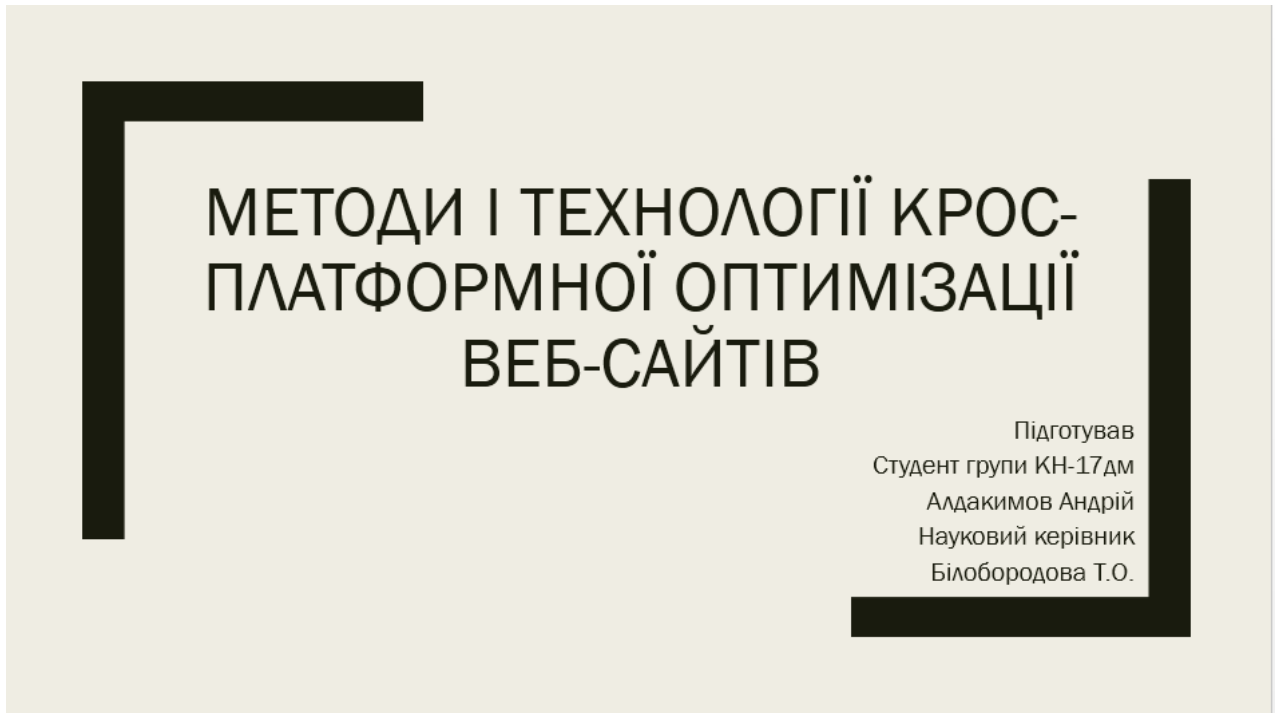 МЕТОДИ І ТЕХНОЛОГІЇ КРОС-
ПЛАТФОРМНОЇ ОПТИМІЗАЦІЇ
ВЕБ-САЙТІВ
Підготував
Студент групи КН-17дм
Алдакимов Андрій
Науковий керівник
Білобородова Т.О.